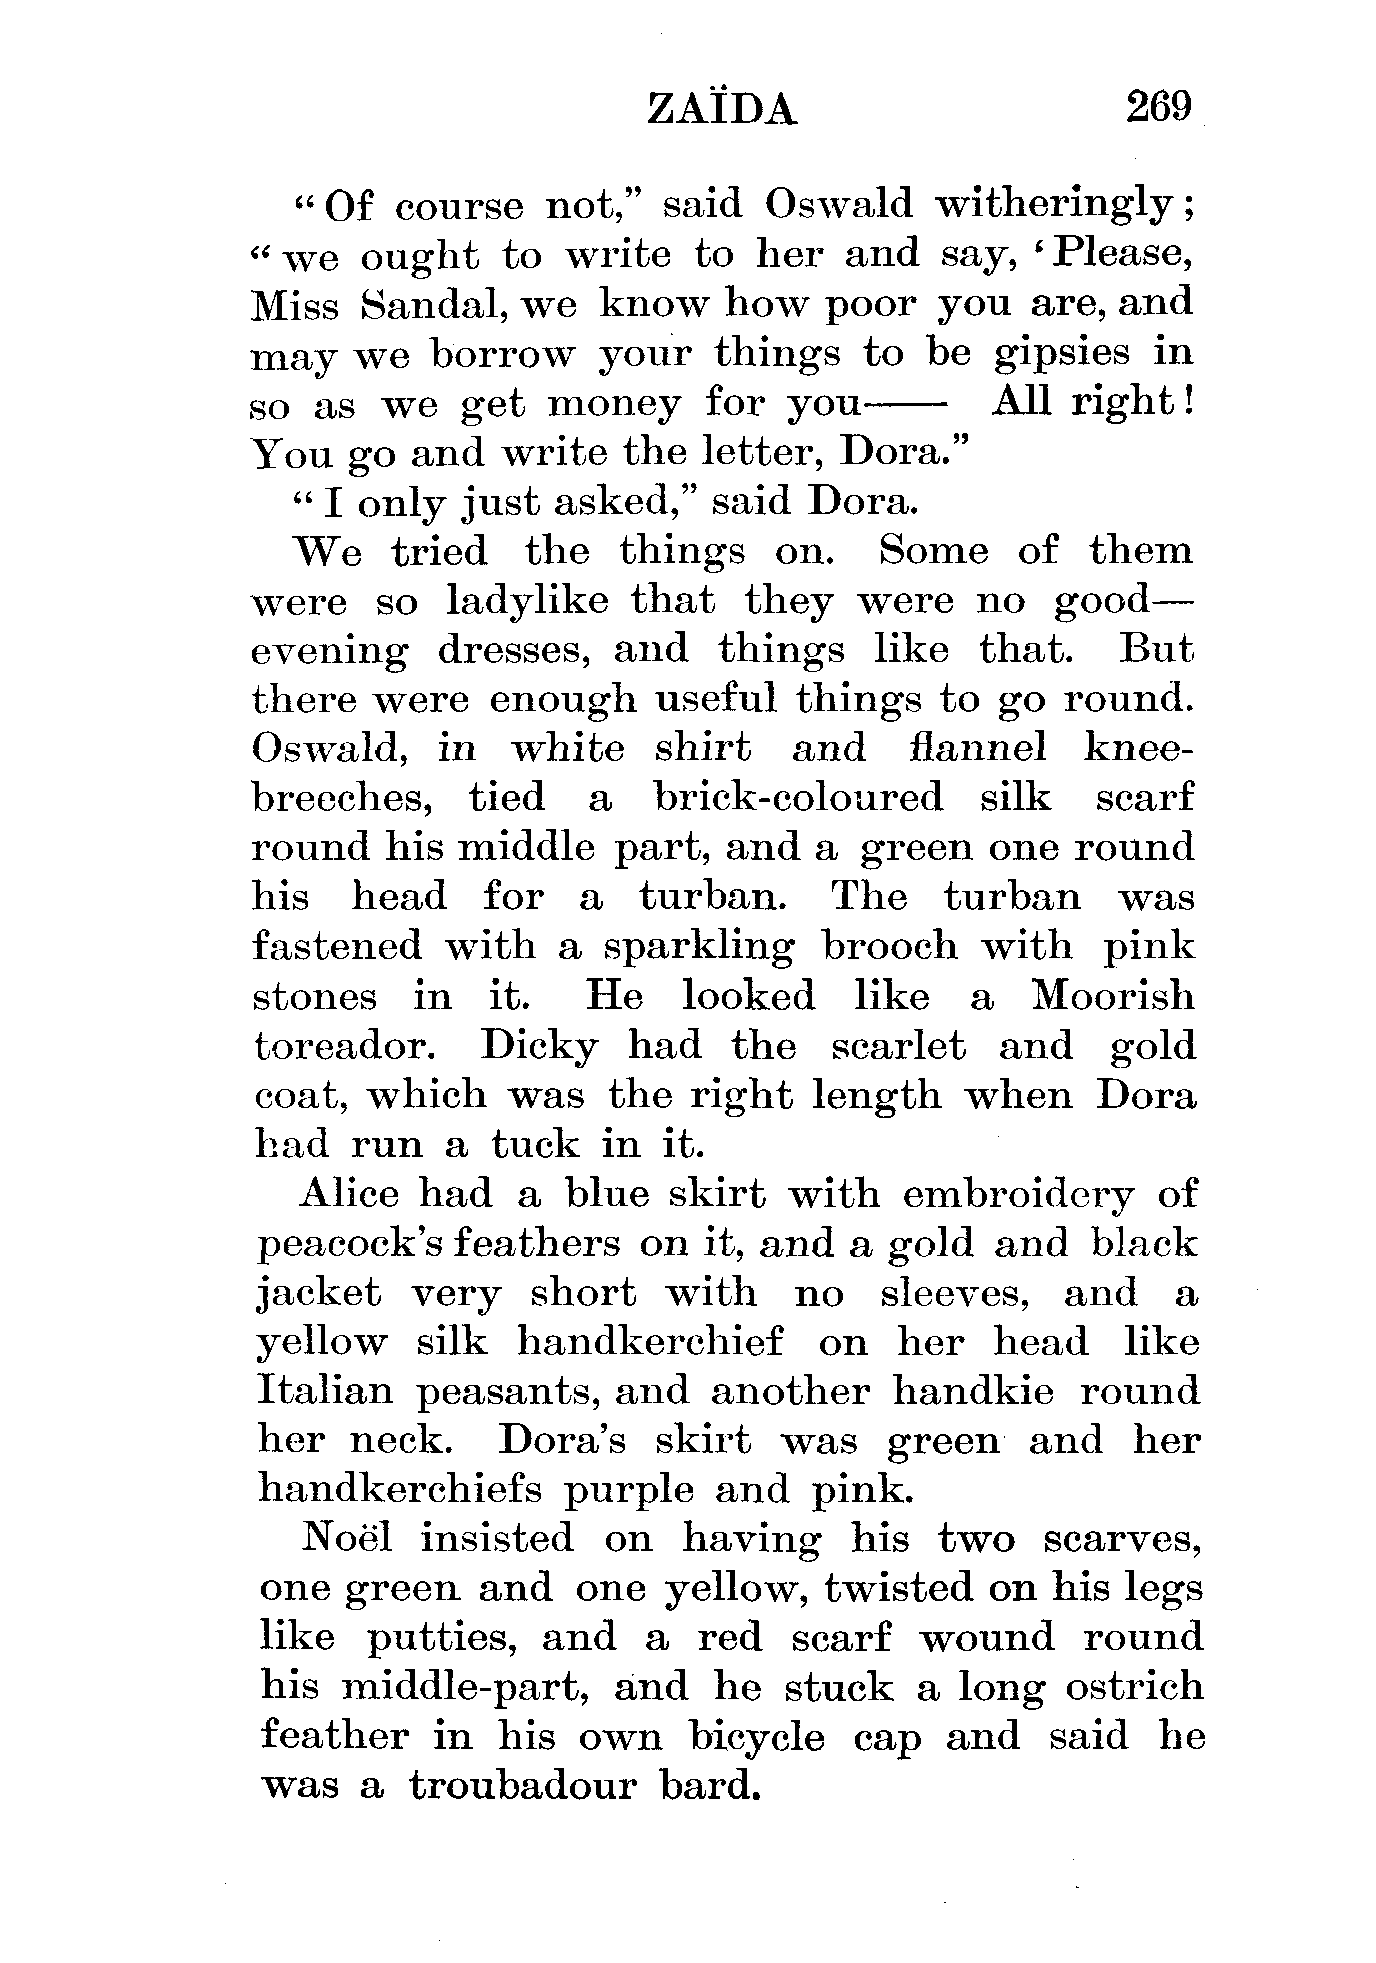 ZAÏDA 269
“Of course not,” said Oswald witheringly;
“we ought to write to her and say, ‘Please,
Miss Sandal, we know how poor you are, and
may we borrow your things to be gipsies in
so as we get money for you—— All right!
You go and write the letter, Dora.”
“I only just asked,” said Dora.
We tried the things on. Some of them
were so ladylike that they were no good—
evening dresses, and things like that. But
there were enough useful things to go round.
Oswald, in white shirt and flannel knee-
breeches, tied a brick-coloured silk scarf
round his middle part, and a green one round
his head for a turban. The turban was
fastened with a sparkling brooch with pink
stones in it. He looked like a Moorish
toreador. Dicky had the scarlet and gold
coat, which was the right length when Dora
had run a tuck in it.
Alice had a blue skirt with embroidery of
peacock's feathers on it, and a gold and black
jacket very short with no sleeves, and a
yellow silk handkerchief on her head like
Italian peasants, and another handkie round
her neck. Dora's skirt was green and her
handkerchiefs purple and pink.
Noël insisted on having his two scarves,
one green and one yellow, twisted on his legs
like putties, and a red scarf wound round
his middle-part, and he stuck a long ostrich
feather in his own bicycle cap and said he
was a troubadour bard.